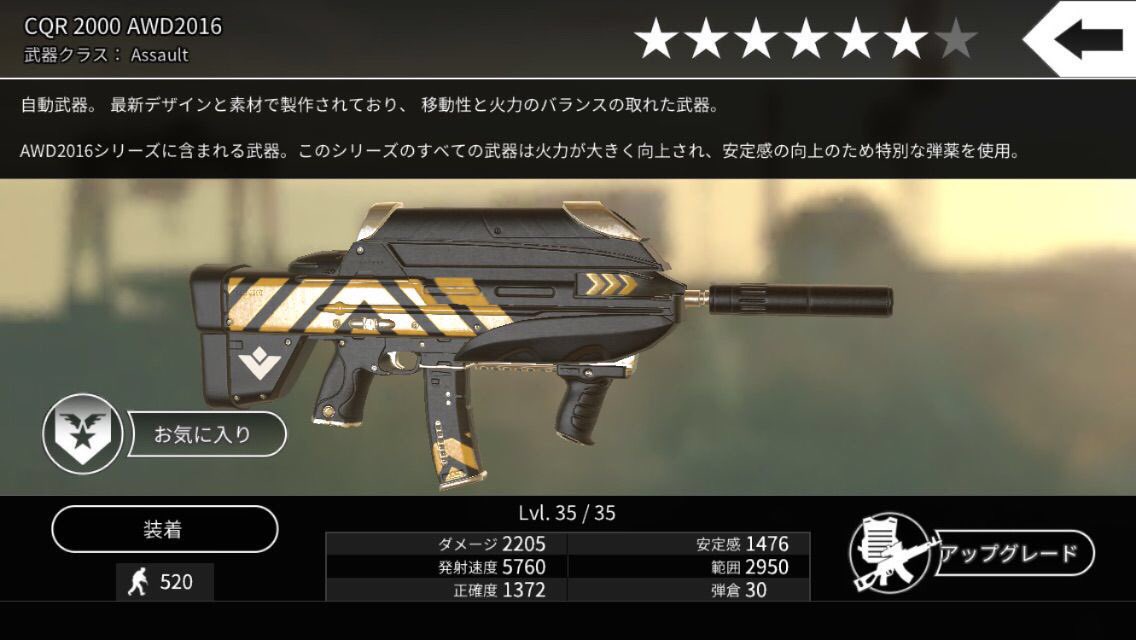 CQR 2000 AWD2016
武器クラス： Assault
自動武器。 最新デザインと素材で製作されており、 移動性と火力のバランスの取れた武器。
AWD2016シリーズに含まれる武器。このシリーズのすべての武器は火力が大きく向上され、安定感の向上のため特別な弾薬を使用。
お気に入り
装着
520
Lvl. 35 / 35
ダメージ 2205
安定感 1476
発射速度 5760
範囲 2950
正確度 1372
弾倉 30
アップグレード